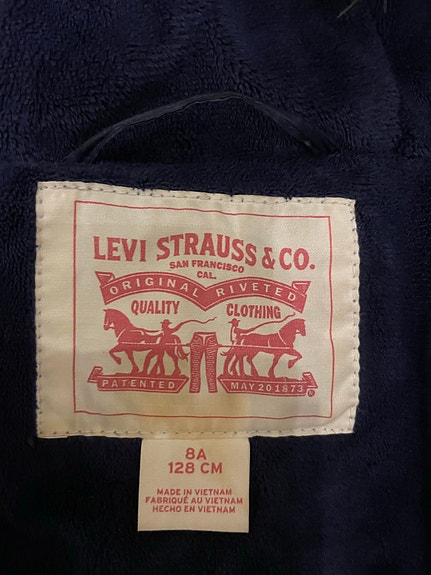 LEVI STRAUSS & CO.
SAN FRANCISCO
CAL.
ORIGINAL RIVETED
QUALITY CLOTHING
PATENTED MAY 20 1873
®
8A
128 CM
MADE IN VIETNAM
FABRIQUÉ AU VIETNAM
HECHO EN VIETNAM